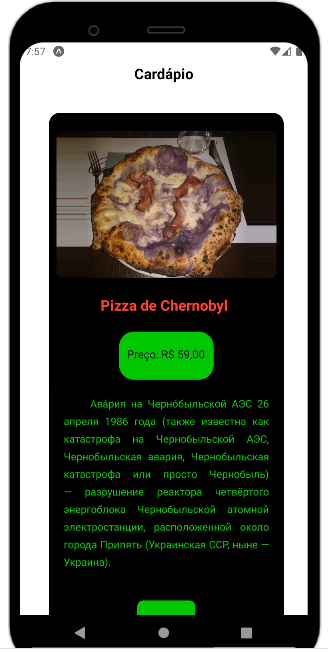 7:57
Cardápio
Pizza de Chernobyl
Preço: R$ 59,00
Ава́рия на Черно́быльской АЭС 26
апреля 1986 года (также известна как
катастрофа на Чернобыльской АЭС,
Чернобыльская авария, Чернобыльская
катастрофа или просто Чернобыль)
— разрушение реактора четвёртого
энергоблока Чернобыльской атомной
электростанции, расположенной около
города Припять (Украинская ССР, ныне —
Украина).